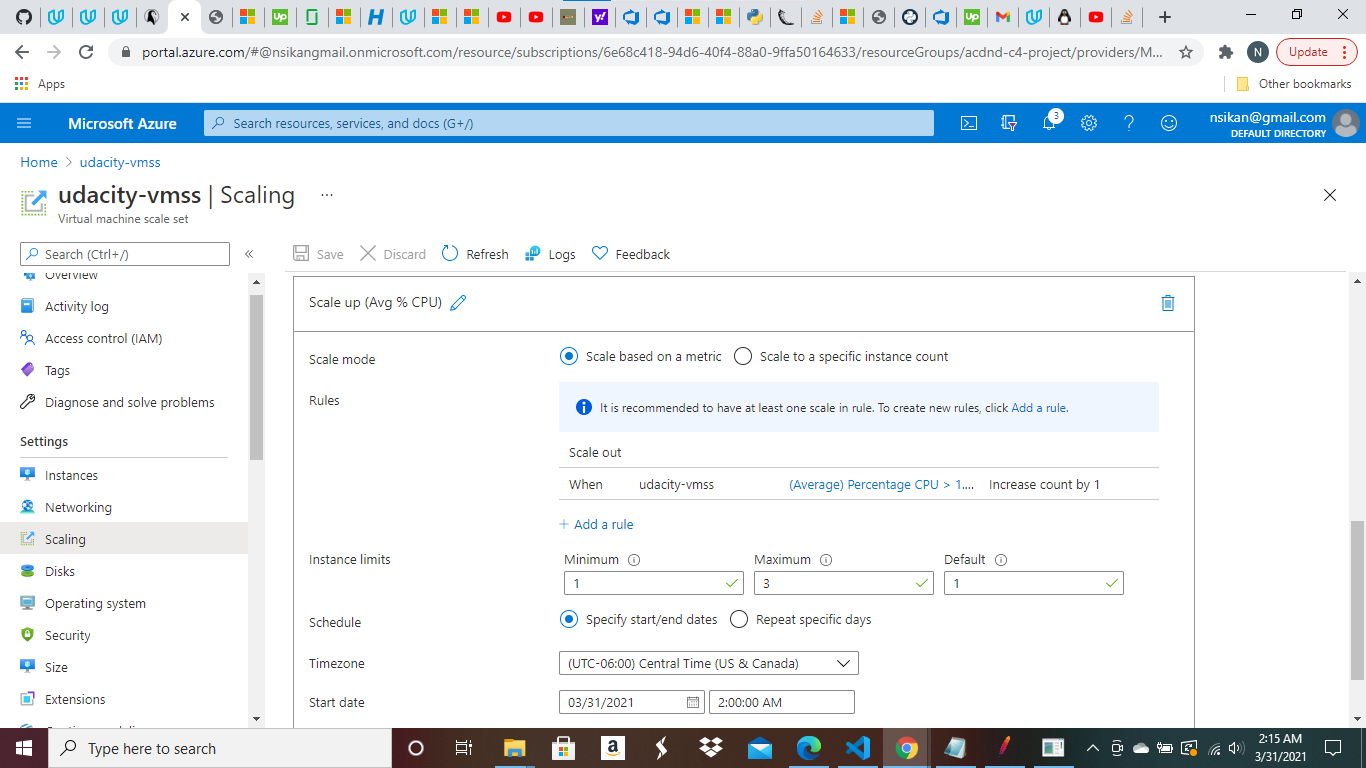 Update
portal.azure.com/#@nsikangmail.onmicrosoft.com/resource/subscriptions/6e68c418-94d6-40f4-88a0-9ffa50164633/resourceGroups/acdnd-c4-project/providers/M...
N
Apps
Other bookmarks
Microsoft Azure
Search resources, services, and docs (G+/)
3
nsikan@gmail.com
DEFAULT DIRECTORY
Home > udacity-vmss
udacity-vmss | Scaling ...
Virtual machine scale set
Search (Ctrl+/)
«
Save
Discard
Refresh
Logs
Feedback
Overview
Activity log
Access control (IAM)
Tags
Diagnose and solve problems
Settings
Instances
Networking
Scaling
Disks
Operating system
Security
Size
Extensions
Scale up (Avg % CPU)
Scale mode
Scale based on a metric
Scale to a specific instance count
Rules
It is recommended to have at least one scale in rule. To create new rules, click Add a rule.
Scale out
When udacity-vmss (Average) Percentage CPU > 1.... Increase count by 1
+ Add a rule
Instance limits
Minimum
Maximum
Default
1
3
1
Schedule
Specify start/end dates
Repeat specific days
Timezone
(UTC-06:00) Central Time (US & Canada)
Start date
03/31/2021
2:00:00 AM
Type here to search
2:15 AM
3/31/2021